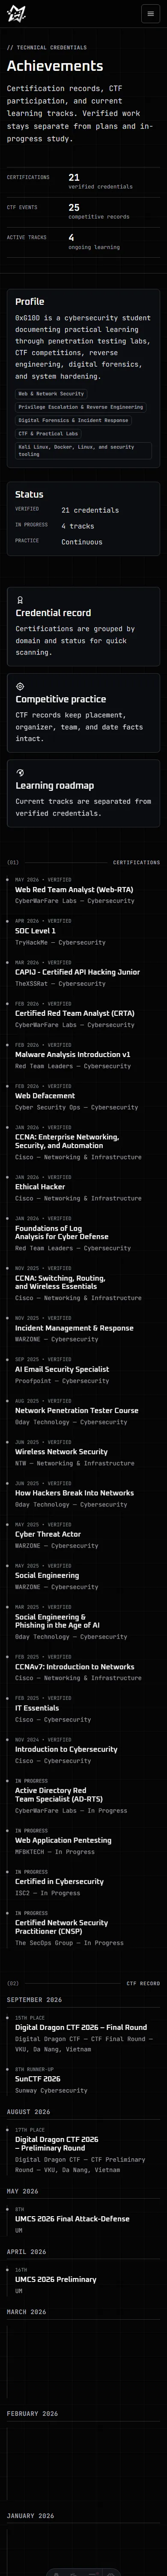 // TECHNICAL CREDENTIALS
Achievements
Certification records, CTF
participation, and current
learning tracks. Verified work
stays separate from plans and in-
progress study.
CERTIFICATIONS
21
verified credentials
CTF EVENTS
25
competitive records
ACTIVE TRACKS
4
ongoing learning
Profile
0xG10D is a cybersecurity student
documenting practical learning
through penetration testing labs,
CTF competitions, reverse
engineering, digital forensics,
and system hardening.
Web & Network Security
Privilege Escalation & Reverse Engineering
Digital Forensics & Incident Response
CTF & Practical Labs
Kali Linux, Docker, Linux, and security
tooling
Status
VERIFIED
21 credentials
IN PROGRESS
4 tracks
PRACTICE
Continuous
Credential record
Certifications are grouped by
domain and status for quick
scanning.
Competitive practice
CTF records keep placement,
organizer, team, and date facts
intact.
Learning roadmap
Current tracks are separated from
verified credentials.
(01) CERTIFICATIONS
MAY 2026 • VERIFIED
Web Red Team Analyst (Web-RTA)
CyberWarFare Labs — Cybersecurity
APR 2026 • VERIFIED
SOC Level 1
TryHackMe — Cybersecurity
MAR 2026 • VERIFIED
CAPIJ - Certified API Hacking Junior
TheXSSRat — Cybersecurity
FEB 2026 • VERIFIED
Certified Red Team Analyst (CRTA)
CyberWarFare Labs — Cybersecurity
FEB 2026 • VERIFIED
Malware Analysis Introduction v1
Red Team Leaders — Cybersecurity
FEB 2026 • VERIFIED
Web Defacement
Cyber Security Ops — Cybersecurity
JAN 2026 • VERIFIED
CCNA: Enterprise Networking,
Security, and Automation
Cisco — Networking & Infrastructure
JAN 2026 • VERIFIED
Ethical Hacker
Cisco — Networking & Infrastructure
JAN 2026 • VERIFIED
Foundations of Log
Analysis for Cyber Defense
Red Team Leaders — Cybersecurity
NOV 2025 • VERIFIED
CCNA: Switching, Routing,
and Wireless Essentials
Cisco — Networking & Infrastructure
NOV 2025 • VERIFIED
Incident Management & Response
WARZONE — Cybersecurity
SEP 2025 • VERIFIED
AI Email Security Specialist
Proofpoint — Cybersecurity
AUG 2025 • VERIFIED
Network Penetration Tester Course
0day Technology — Cybersecurity
JUN 2025 • VERIFIED
Wireless Network Security
NTW — Networking & Infrastructure
JUN 2025 • VERIFIED
How Hackers Break Into Networks
0day Technology — Cybersecurity
MAY 2025 • VERIFIED
Cyber Threat Actor
WARZONE — Cybersecurity
MAY 2025 • VERIFIED
Social Engineering
WARZONE — Cybersecurity
MAR 2025 • VERIFIED
Social Engineering &
Phishing in the Age of AI
0day Technology — Cybersecurity
FEB 2025 • VERIFIED
CCNAv7: Introduction to Networks
Cisco — Networking & Infrastructure
FEB 2025 • VERIFIED
IT Essentials
Cisco — Cybersecurity
NOV 2024 • VERIFIED
Introduction to Cybersecurity
Cisco — Cybersecurity
IN PROGRESS
Active Directory Red
Team Specialist (AD-RTS)
CyberWarFare Labs — In Progress
IN PROGRESS
Web Application Pentesting
MFBKTECH — In Progress
IN PROGRESS
Certified in Cybersecurity
ISC2 — In Progress
IN PROGRESS
Certified Network Security
Practitioner (CNSP)
The SecOps Group — In Progress
(02) CTF RECORD
SEPTEMBER 2026
15TH PLACE
Digital Dragon CTF 2026 – Final Round
Digital Dragon CTF — CTF Final Round —
VKU, Da Nang, Vietnam
8TH RUNNER-UP
SunCTF 2026
Sunway Cybersecurity
AUGUST 2026
17TH PLACE
Digital Dragon CTF 2026
– Preliminary Round
Digital Dragon CTF — CTF Preliminary
Round — VKU, Da Nang, Vietnam
MAY 2026
8TH
UMCS 2026 Final Attack-Defense
UM
APRIL 2026
16TH
UMCS 2026 Preliminary
UM
MARCH 2026
FEBRUARY 2026
JANUARY 2026